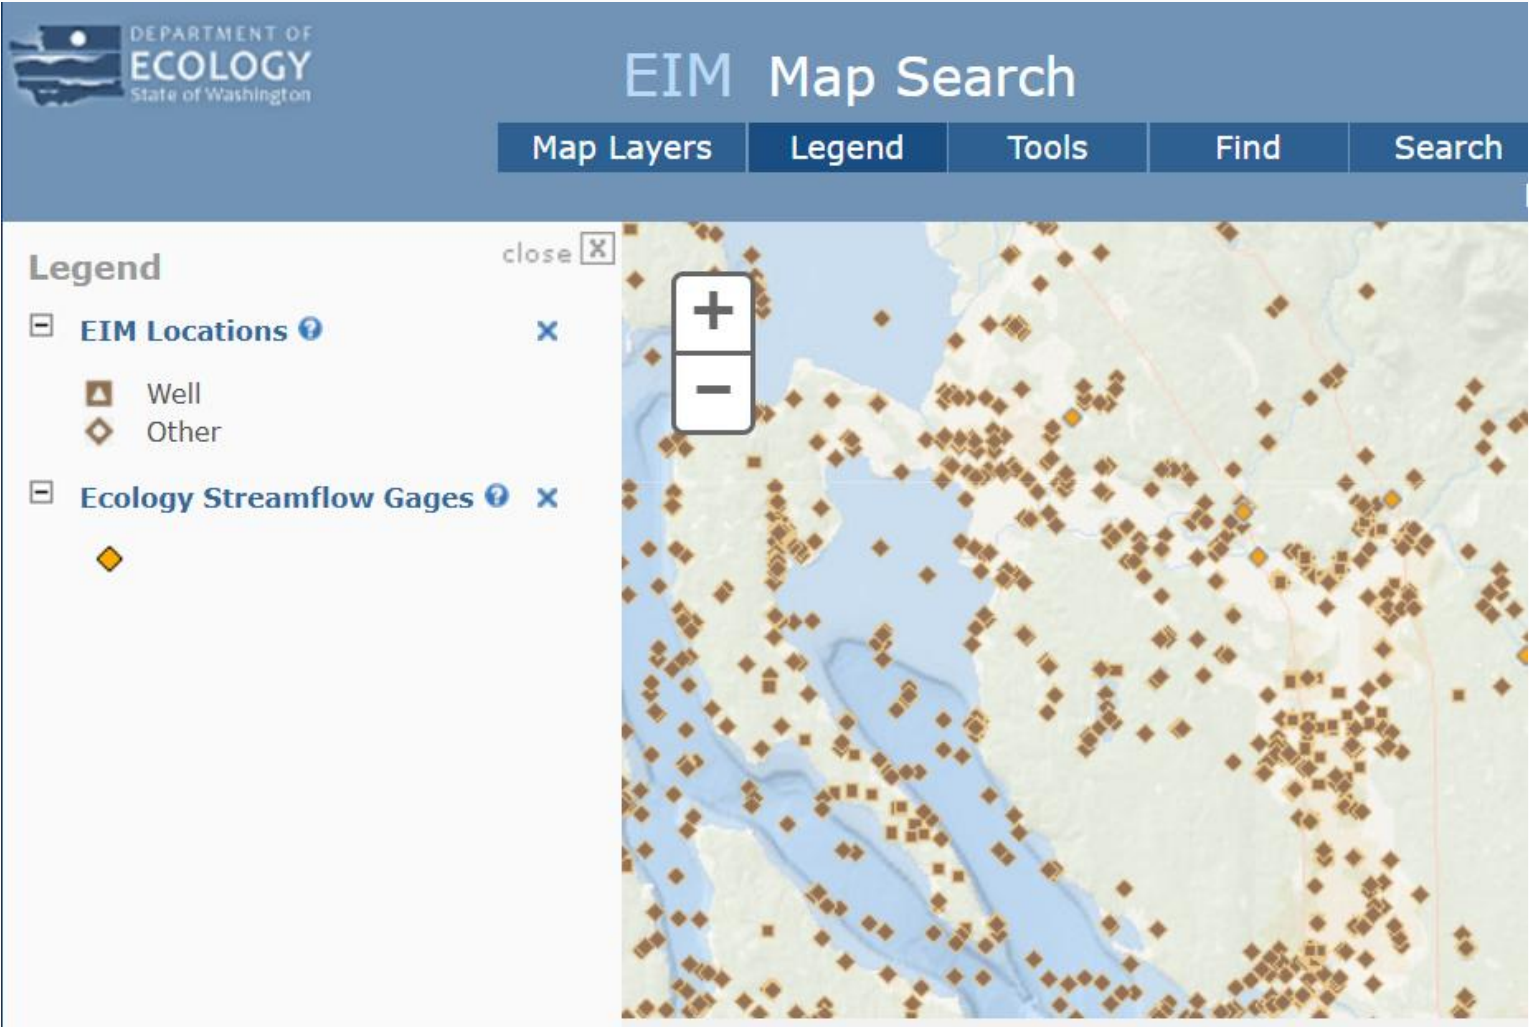 DEPARTMENT OF
ECOLOGY
State of Washington
EIM Map Search
Map Layers Legend Tools Find Search
Legend
close X
EIM Locations ?
Well
Other
Ecology Streamflow Gages ?
+
−